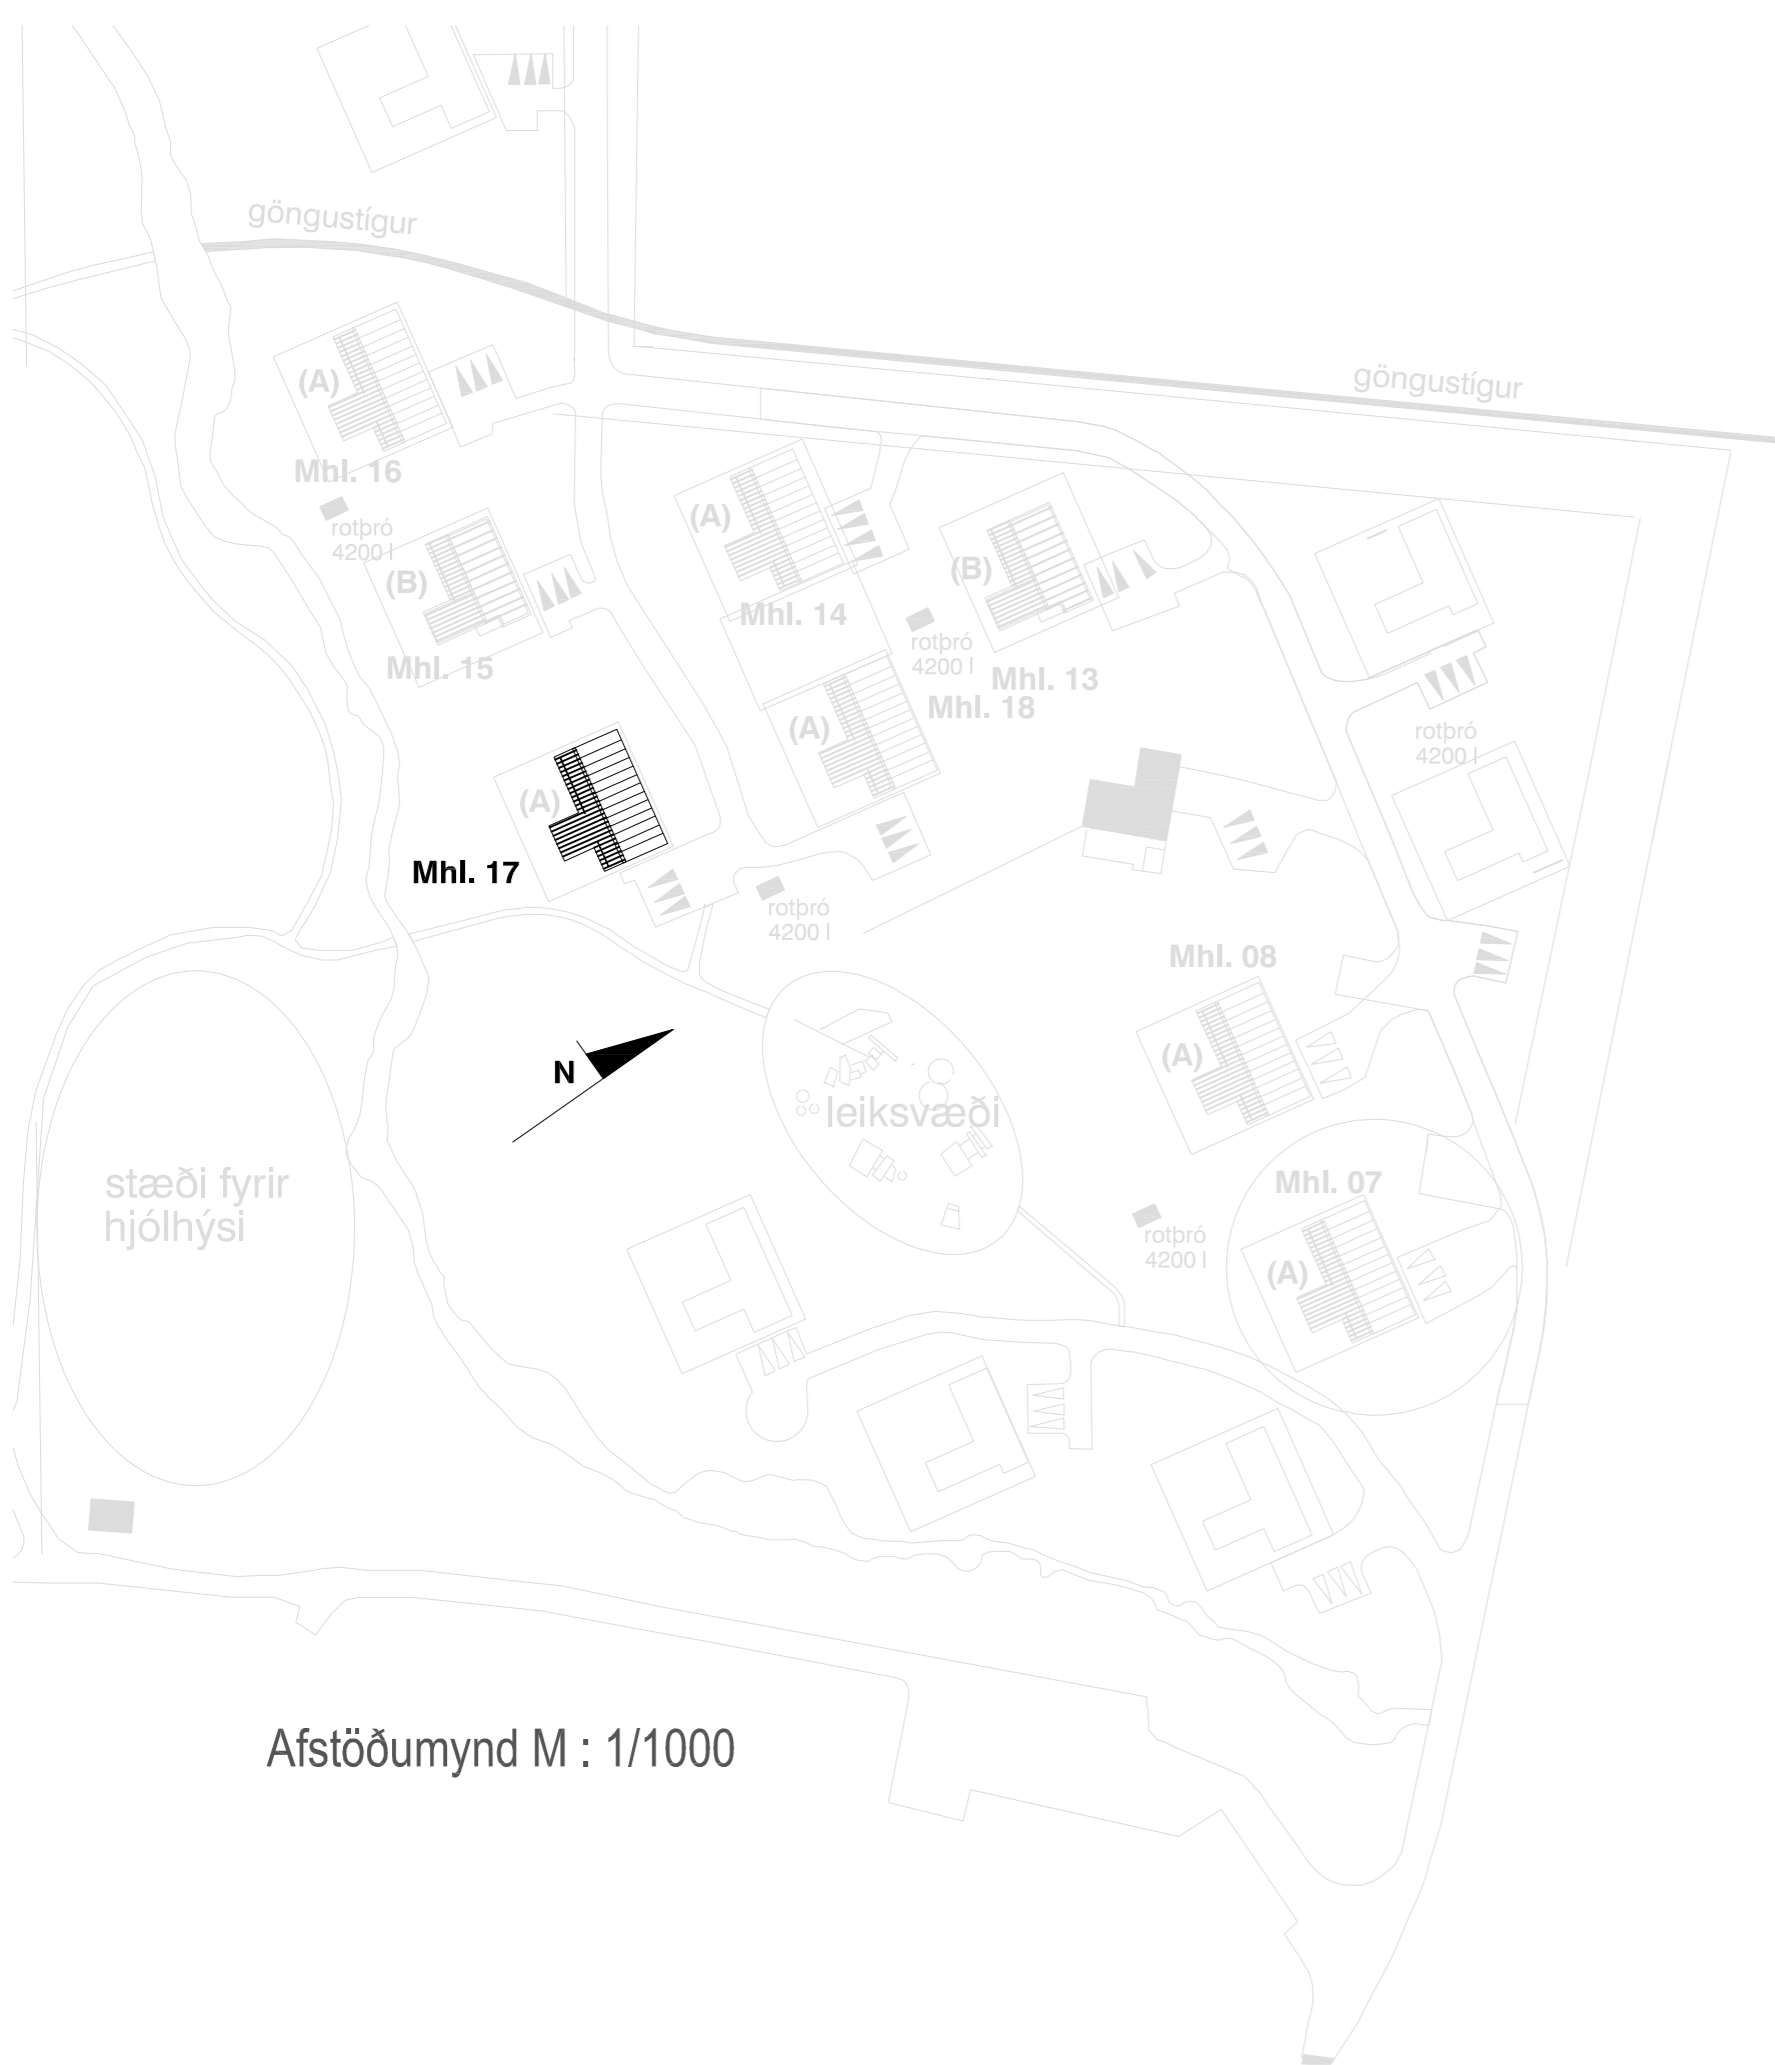 göngustígur
göngustígur
(A)
Mhl. 16
rotþró
4200 l
(B)
Mhl. 15
(A)
Mhl. 14
(B)
rotþró
4200 l
Mhl. 13
Mhl. 18
(A)
rotþró
4200 l
(A)
Mhl. 17
rotþró
4200 l
Mhl. 08
(A)
N
leiksvæði
stæði fyrir
hjólhýsi
Mhl. 07
rotþró
4200 l
(A)
Afstöðumynd M : 1/1000